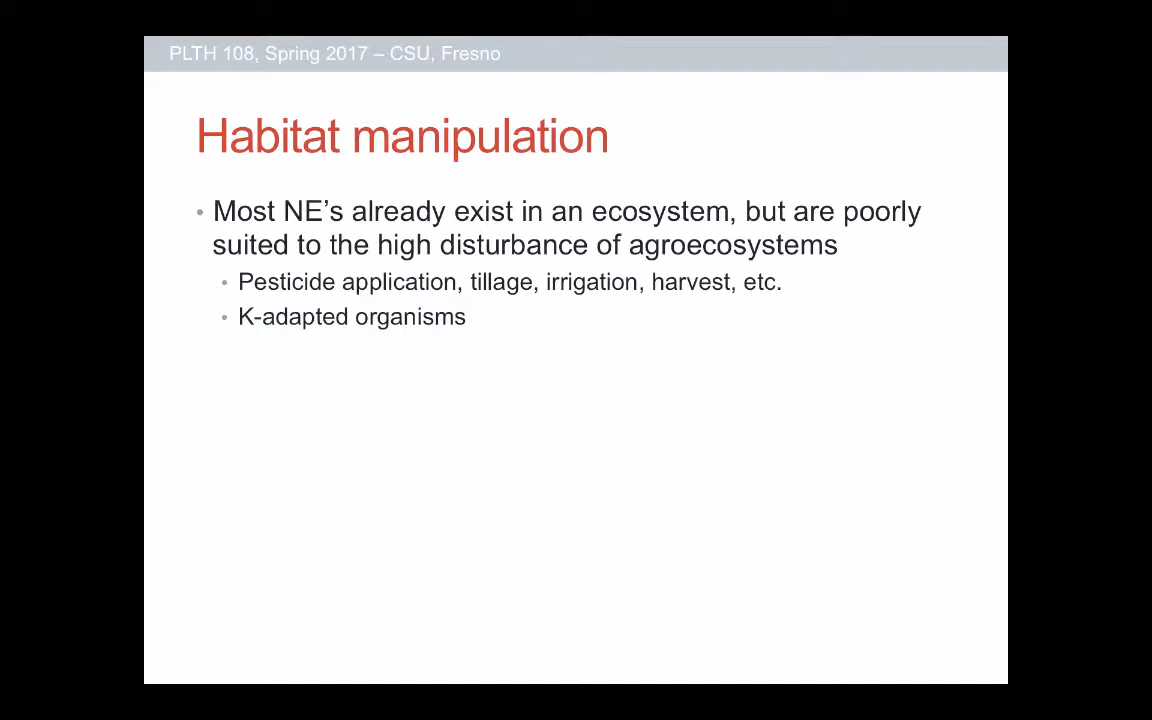 PLTH 108, Spring 2017 – CSU, Fresno
Habitat manipulation
• Most NE’s already exist in an ecosystem, but are poorly
suited to the high disturbance of agroecosystems
• Pesticide application, tillage, irrigation, harvest, etc.
• K-adapted organisms